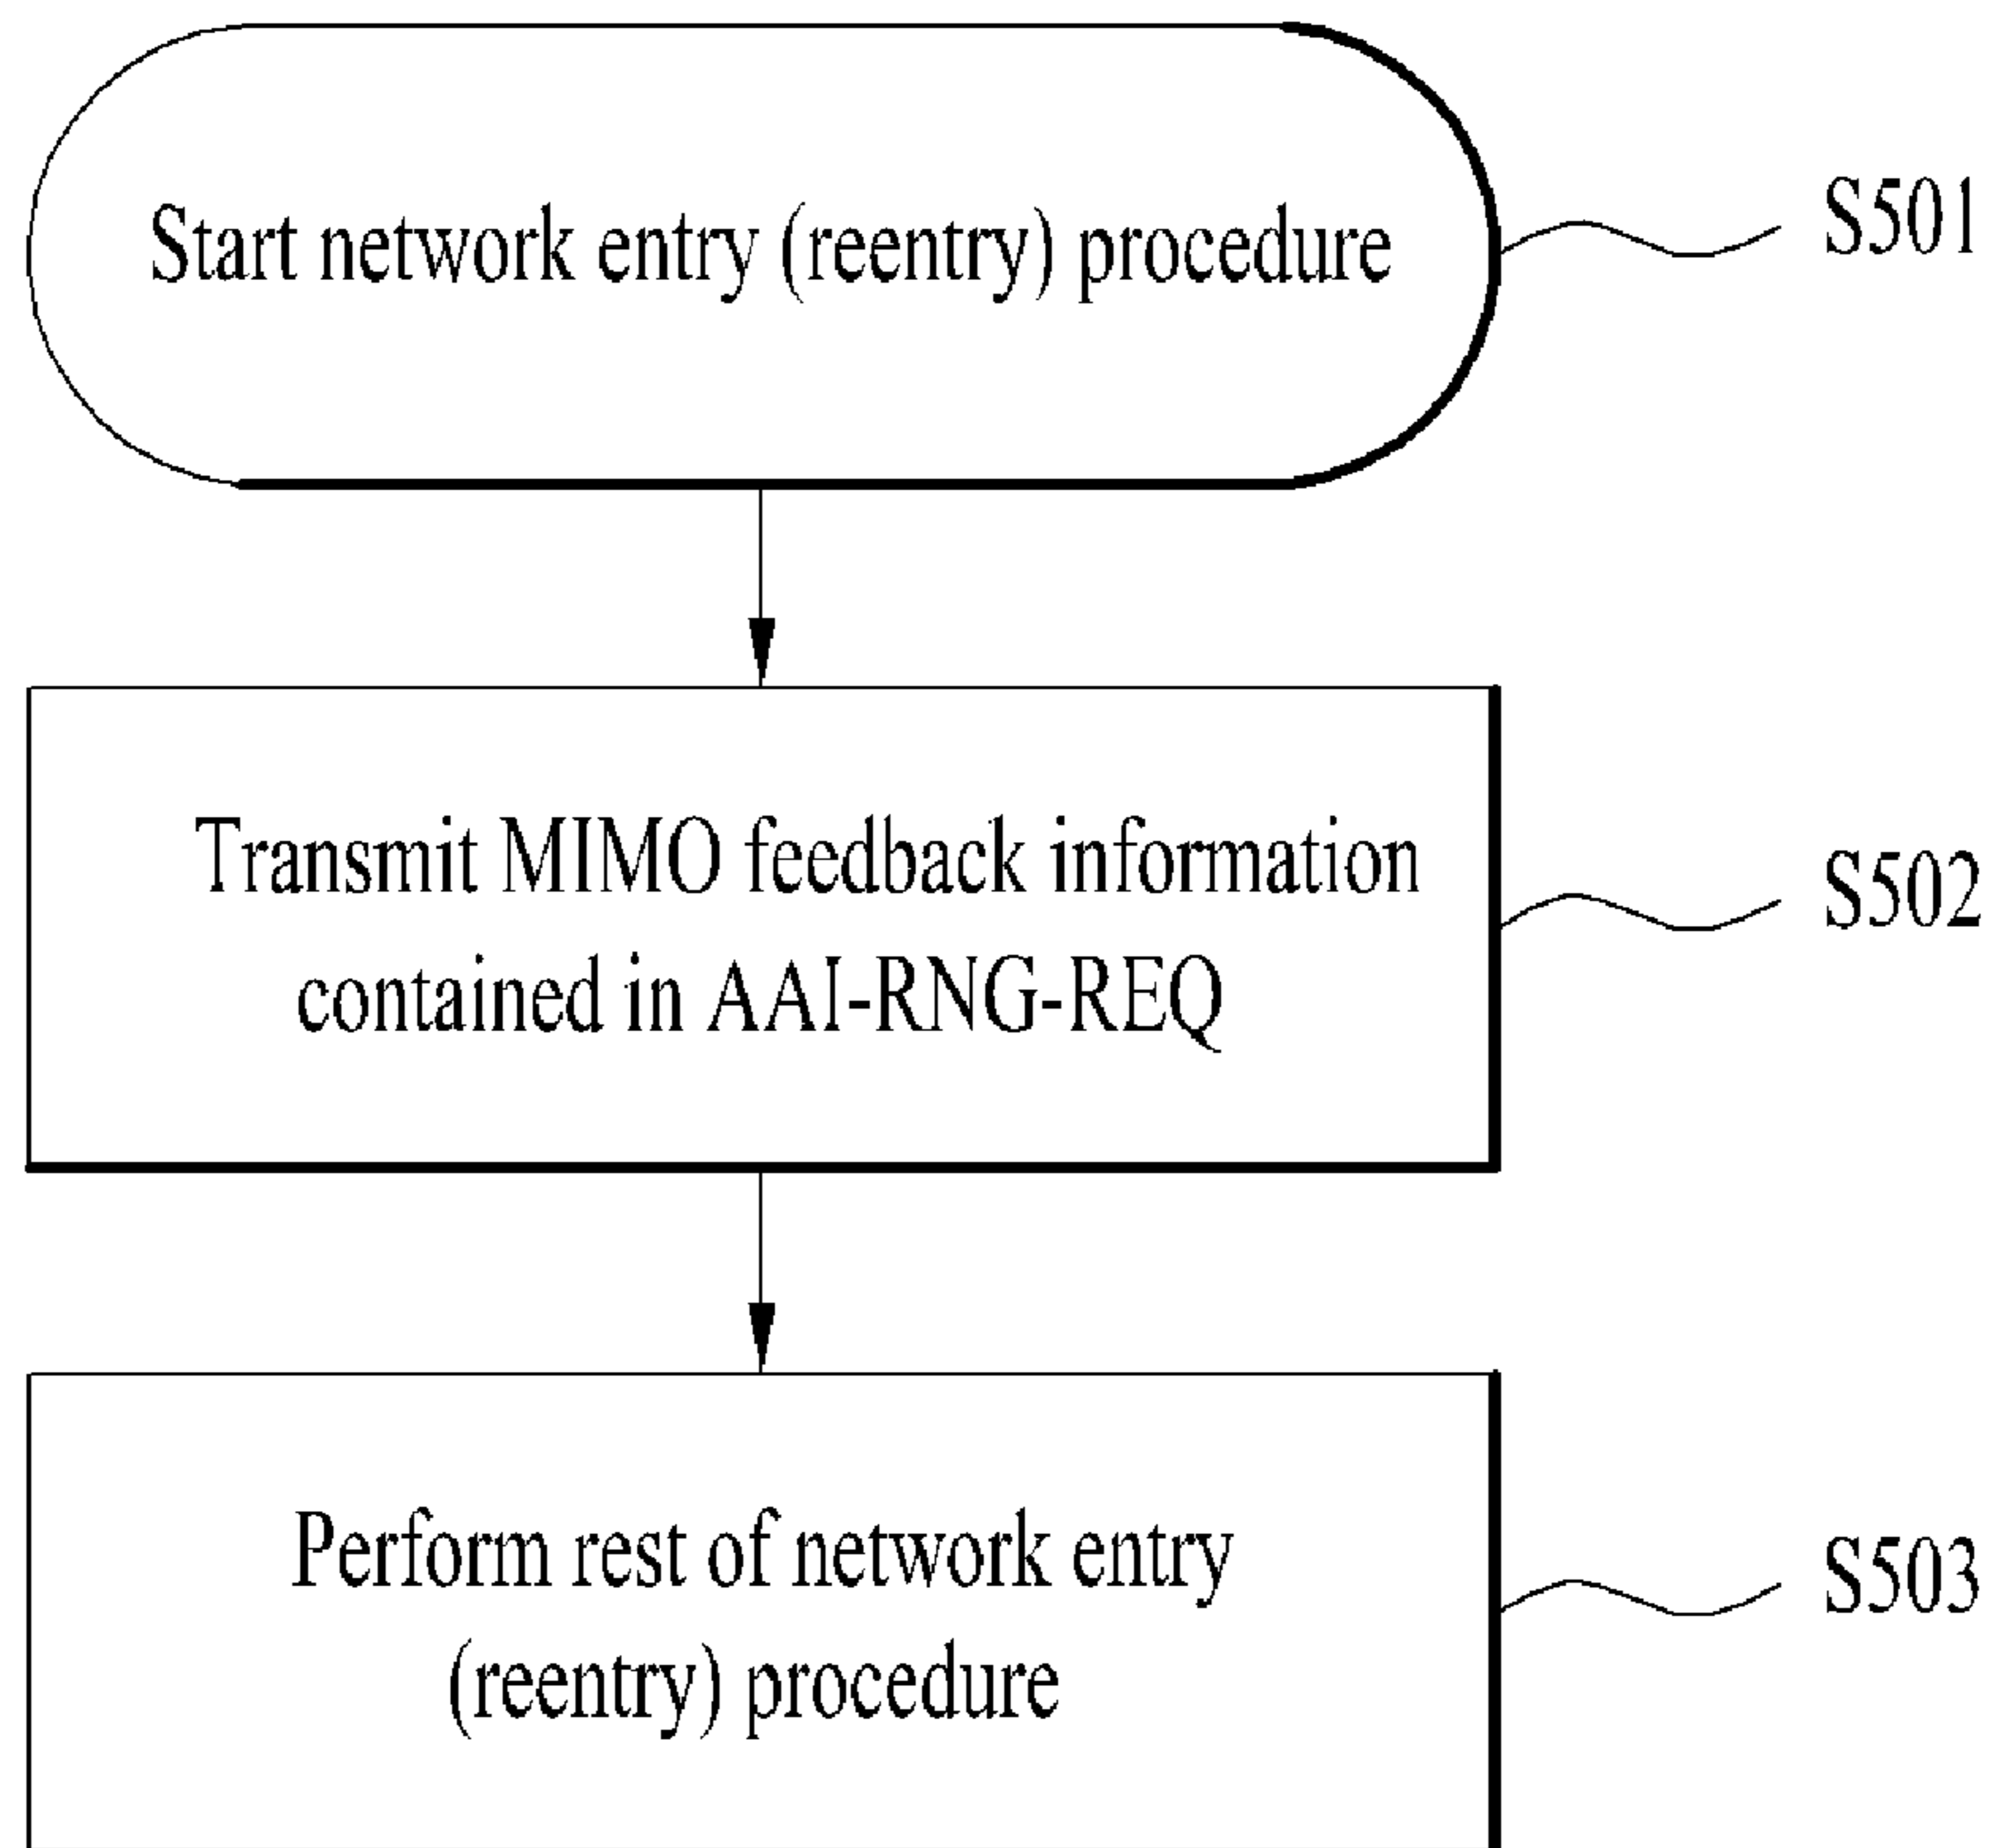 Start network entry (reentry) procedure
S501
Transmit MIMO feedback information
contained in AAI-RNG-REQ
S502
Perform rest of network entry
(reentry) procedure
S503